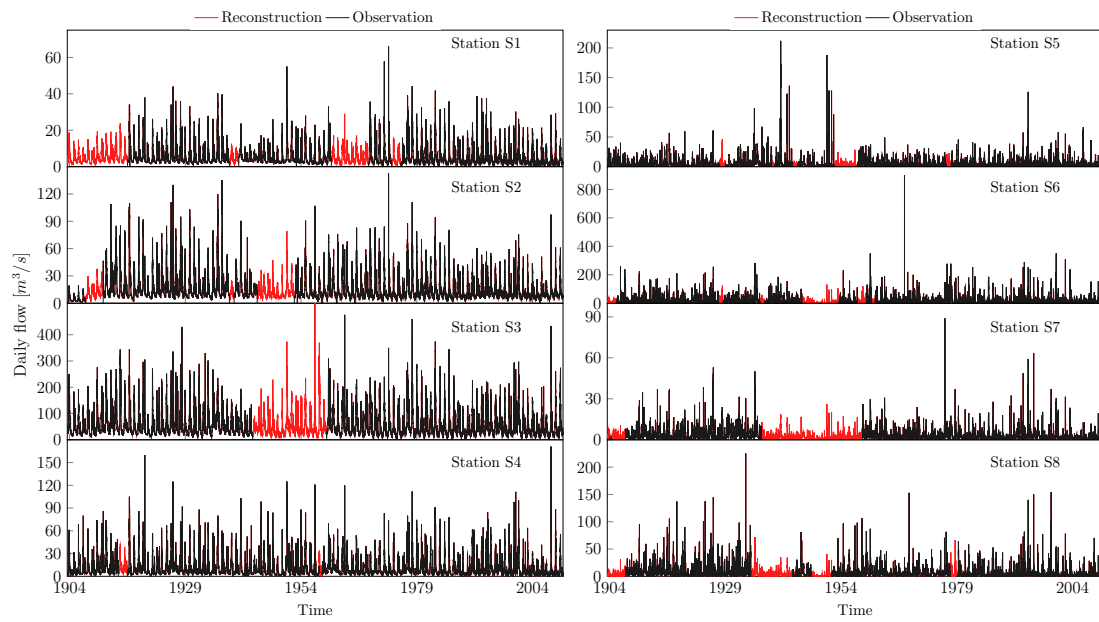 Reconstruction Observation
Reconstruction Observation
Station S1
60
40
20
0
Station S2
120
90
60
30
0
Daily flow [m³/s]
Station S3
400
300
200
100
0
Station S4
150
120
90
60
30
0
1904 1929 1954 1979 2004
Time
Station S5
200
150
100
50
0
Station S6
800
600
400
200
0
Station S7
90
60
30
0
Station S8
200
150
100
50
0
1904 1929 1954 1979 2004
Time